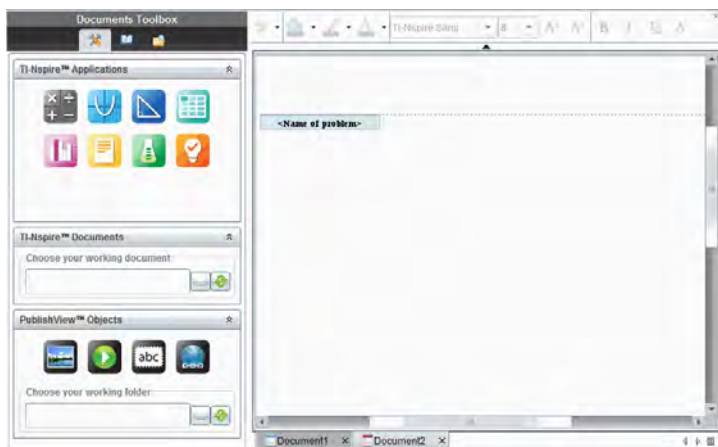 Documents Toolbox
TI-Nspire Sans 8
B I
TI-Nspire™ Applications
<Name of problem>
TI-Nspire™ Documents
Choose your working document
PublishView™ Objects
abc
Choose your working folder
Document1 × Document2 ×